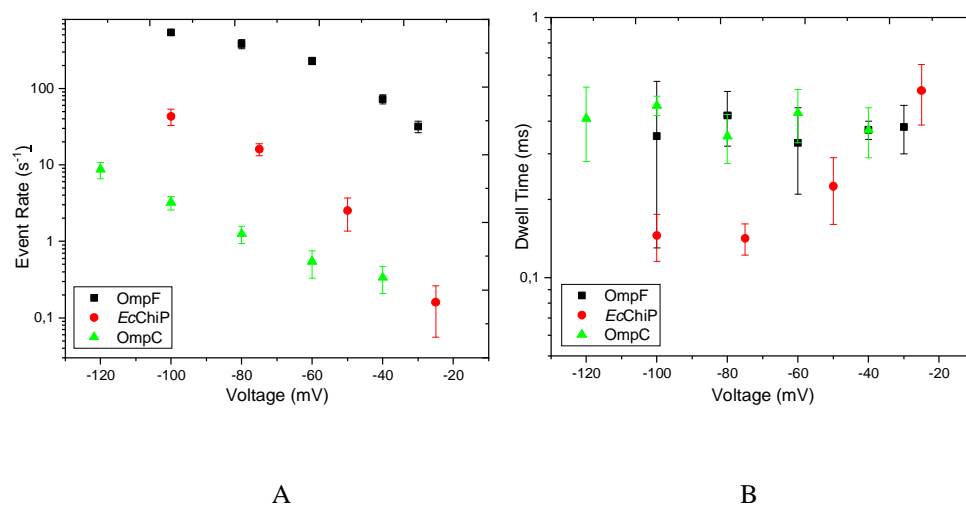 100
10
1
0,1
Event Rate (s-1)
OmpF
EcChiP
OmpC
-120 -100 -80 -60 -40 -20
Voltage (mV)
A
1
0,1
Dwell Time (ms)
OmpF
EcChiP
OmpC
-120 -100 -80 -60 -40 -20
Voltage (mV)
B